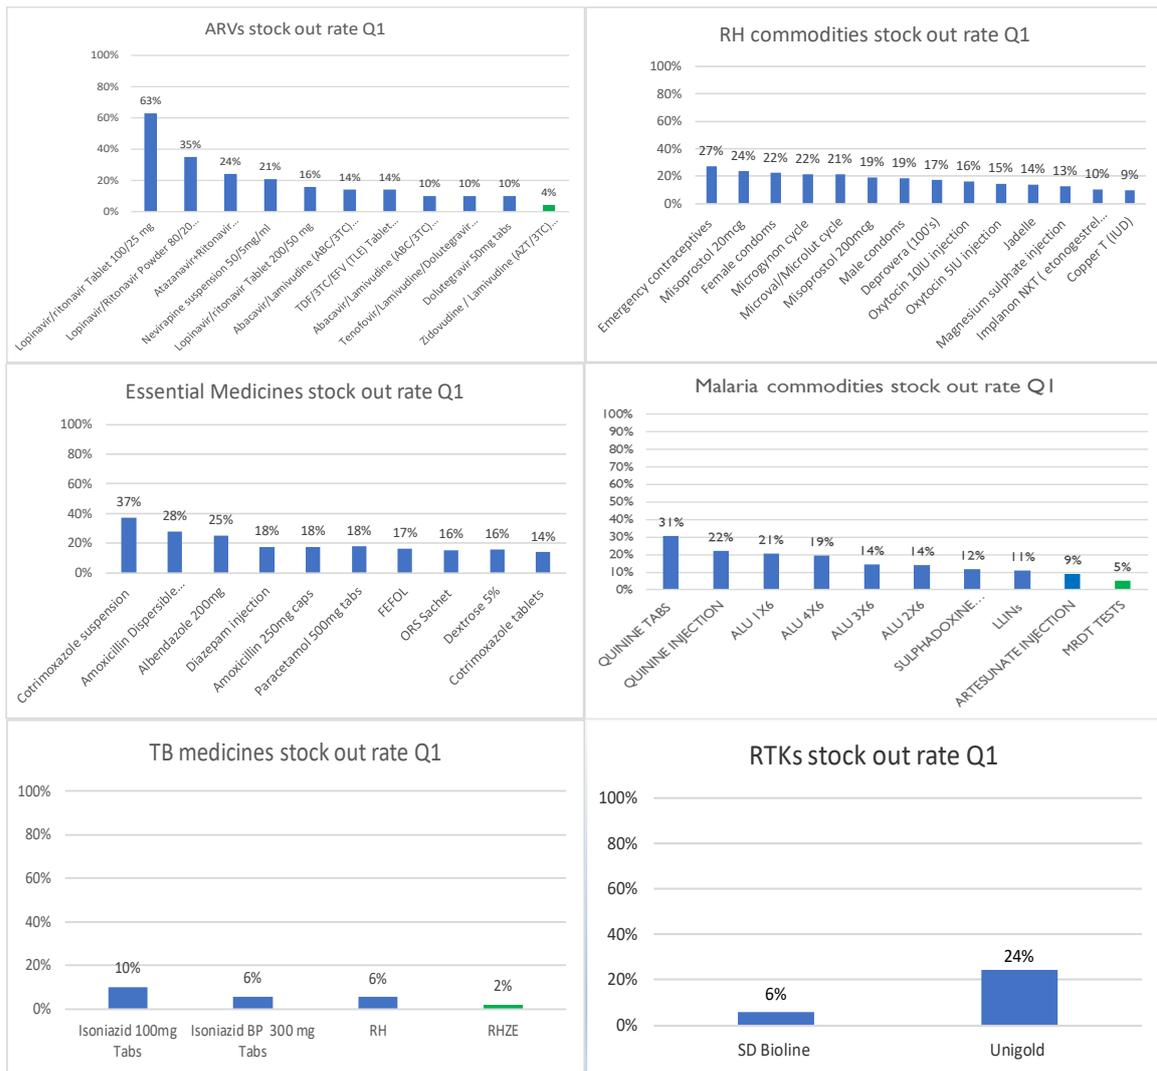 ARVs stock out rate Q1
100%
80%
60%
40%
20%
0%
63%
35%
24%
21%
16%
14%
14%
10%
10%
10%
4%
Lopinavir/ritonavir Tablet 100/25 mg
Lopinavir/Ritonavir Powder 80/20...
Atazanavir+Ritonavir...
Nevirapine suspension 50/5mg/ml
Lopinavir/ritonavir Tablet 200/50 mg
Abacavir/Lamivudine (ABC/3TC)...
TDF/3TC/EFV (TLE) Tablet...
Abacavir/Lamivudine (ABC/3TC)...
Tenofovir/Lamivudine/Dolutegravir...
Dolutegravir 50mg tabs
Zidovudine / Lamivudine (AZT/3TC)...
RH commodities stock out rate Q1
100%
80%
60%
40%
20%
0%
27%
24%
22%
22%
21%
19%
19%
17%
16%
15%
14%
13%
10%
9%
Emergency contraceptives
Misoprostol 20mcg
Female condoms
Microgynon cycle
Microval/Microlut cycle
Misoprostol 200mcg
Male condoms
Deprovera (100's)
Oxytocin 10IU injection
Oxytocin 5IU injection
Jadelle
Magnesium sulphate injection
Implanon NXT ( etonogestrel...
Copper T (IUD)
Essential Medicines stock out rate Q1
100%
80%
60%
40%
20%
0%
37%
28%
25%
18%
18%
18%
17%
16%
16%
14%
Cotrimoxazole suspension
Amoxicillin Dispersible...
Albendazole 200mg
Diazepam injection
Amoxicillin 250mg caps
Paracetamol 500mg tabs
FEFOL
ORS Sachet
Dextrose 5%
Cotrimoxazole tablets
Malaria commodities stock out rate Q1
100%
90%
80%
70%
60%
50%
40%
30%
20%
10%
0%
31%
22%
21%
19%
14%
14%
12%
11%
9%
5%
QUININE TABS
QUININE INJECTION
ALU 1X6
ALU 4X6
ALU 3X6
ALU 2X6
SULPHADOXINE...
LLINs
ARTESUNATE INJECTION
MRDT TESTS
TB medicines stock out rate Q1
100%
80%
60%
40%
20%
0%
10%
6%
6%
2%
Isoniazid 100mg
Tabs
Isoniazid BP 300 mg
Tabs
RH
RHZE
RTKs stock out rate Q1
100%
80%
60%
40%
20%
0%
6%
24%
SD Bioline
Unigold